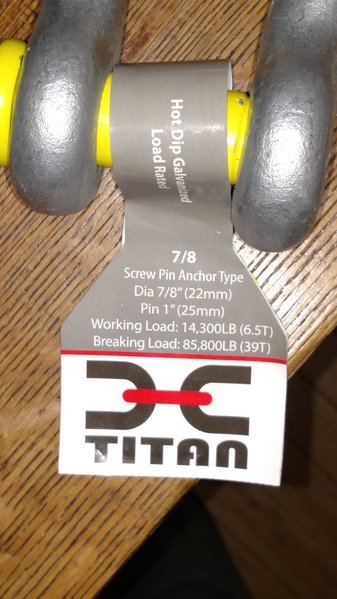 Hot Dip Galvanized
Load Rated
7/8
Screw Pin Anchor Type
Dia 7/8" (22mm)
Pin 1" (25mm)
Working Load: 14,300LB (6.5T)
Breaking Load: 85,800LB (39T)
TITAN